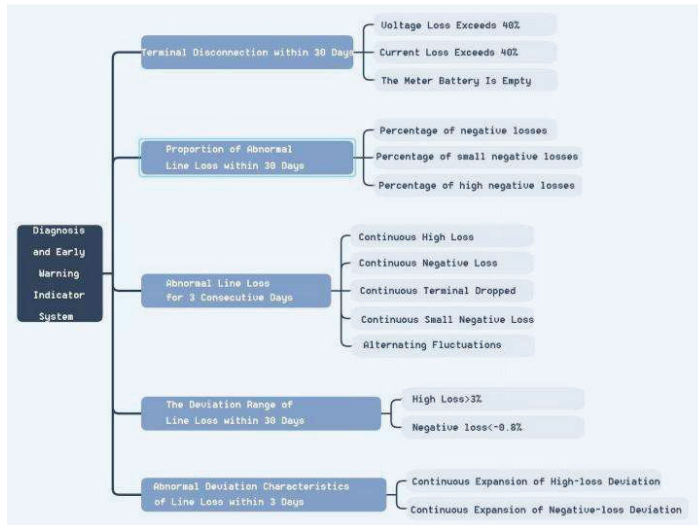 Diagnosis
and Early
Warning
Indicator
System
Terminal Disconnection within 30 Days
Voltage Loss Exceeds 40%
Current Loss Exceeds 40%
The Meter Battery Is Empty
Proportion of Abnormal
Line Loss within 30 Days
Percentage of negative losses
Percentage of small negative losses
Percentage of high negative losses
Abnormal Line Loss
for 3 Consecutive Days
Continuous High Loss
Continuous Negative Loss
Continuous Terminal Dropped
Continuous Small Negative Loss
Alternating Fluctuations
The Deviation Range of
Line Loss within 30 Days
High Loss>3%
Negative loss<-0.8%
Abnormal Deviation Characteristics
of Line Loss within 3 Days
Continuous Expansion of High-loss Deviation
Continuous Expansion of Negative-loss Deviation